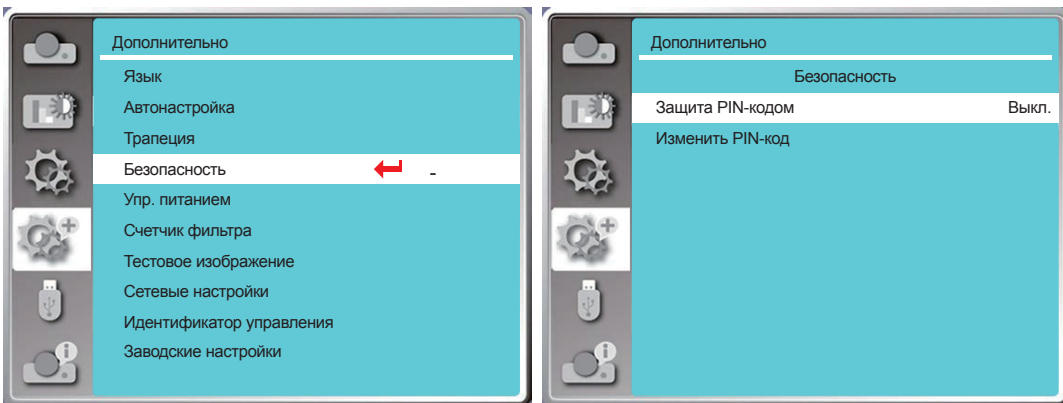 Дополнительно
Язык
Автонастройка
Трапеция
Безопасность -
Упр. питанием
Счетчик фильтра
Тестовое изображение
Сетевые настройки
Идентификатор управления
Заводские настройки
Дополнительно
Безопасность
Защита PIN-кодом Выкл.
Изменить PIN-код